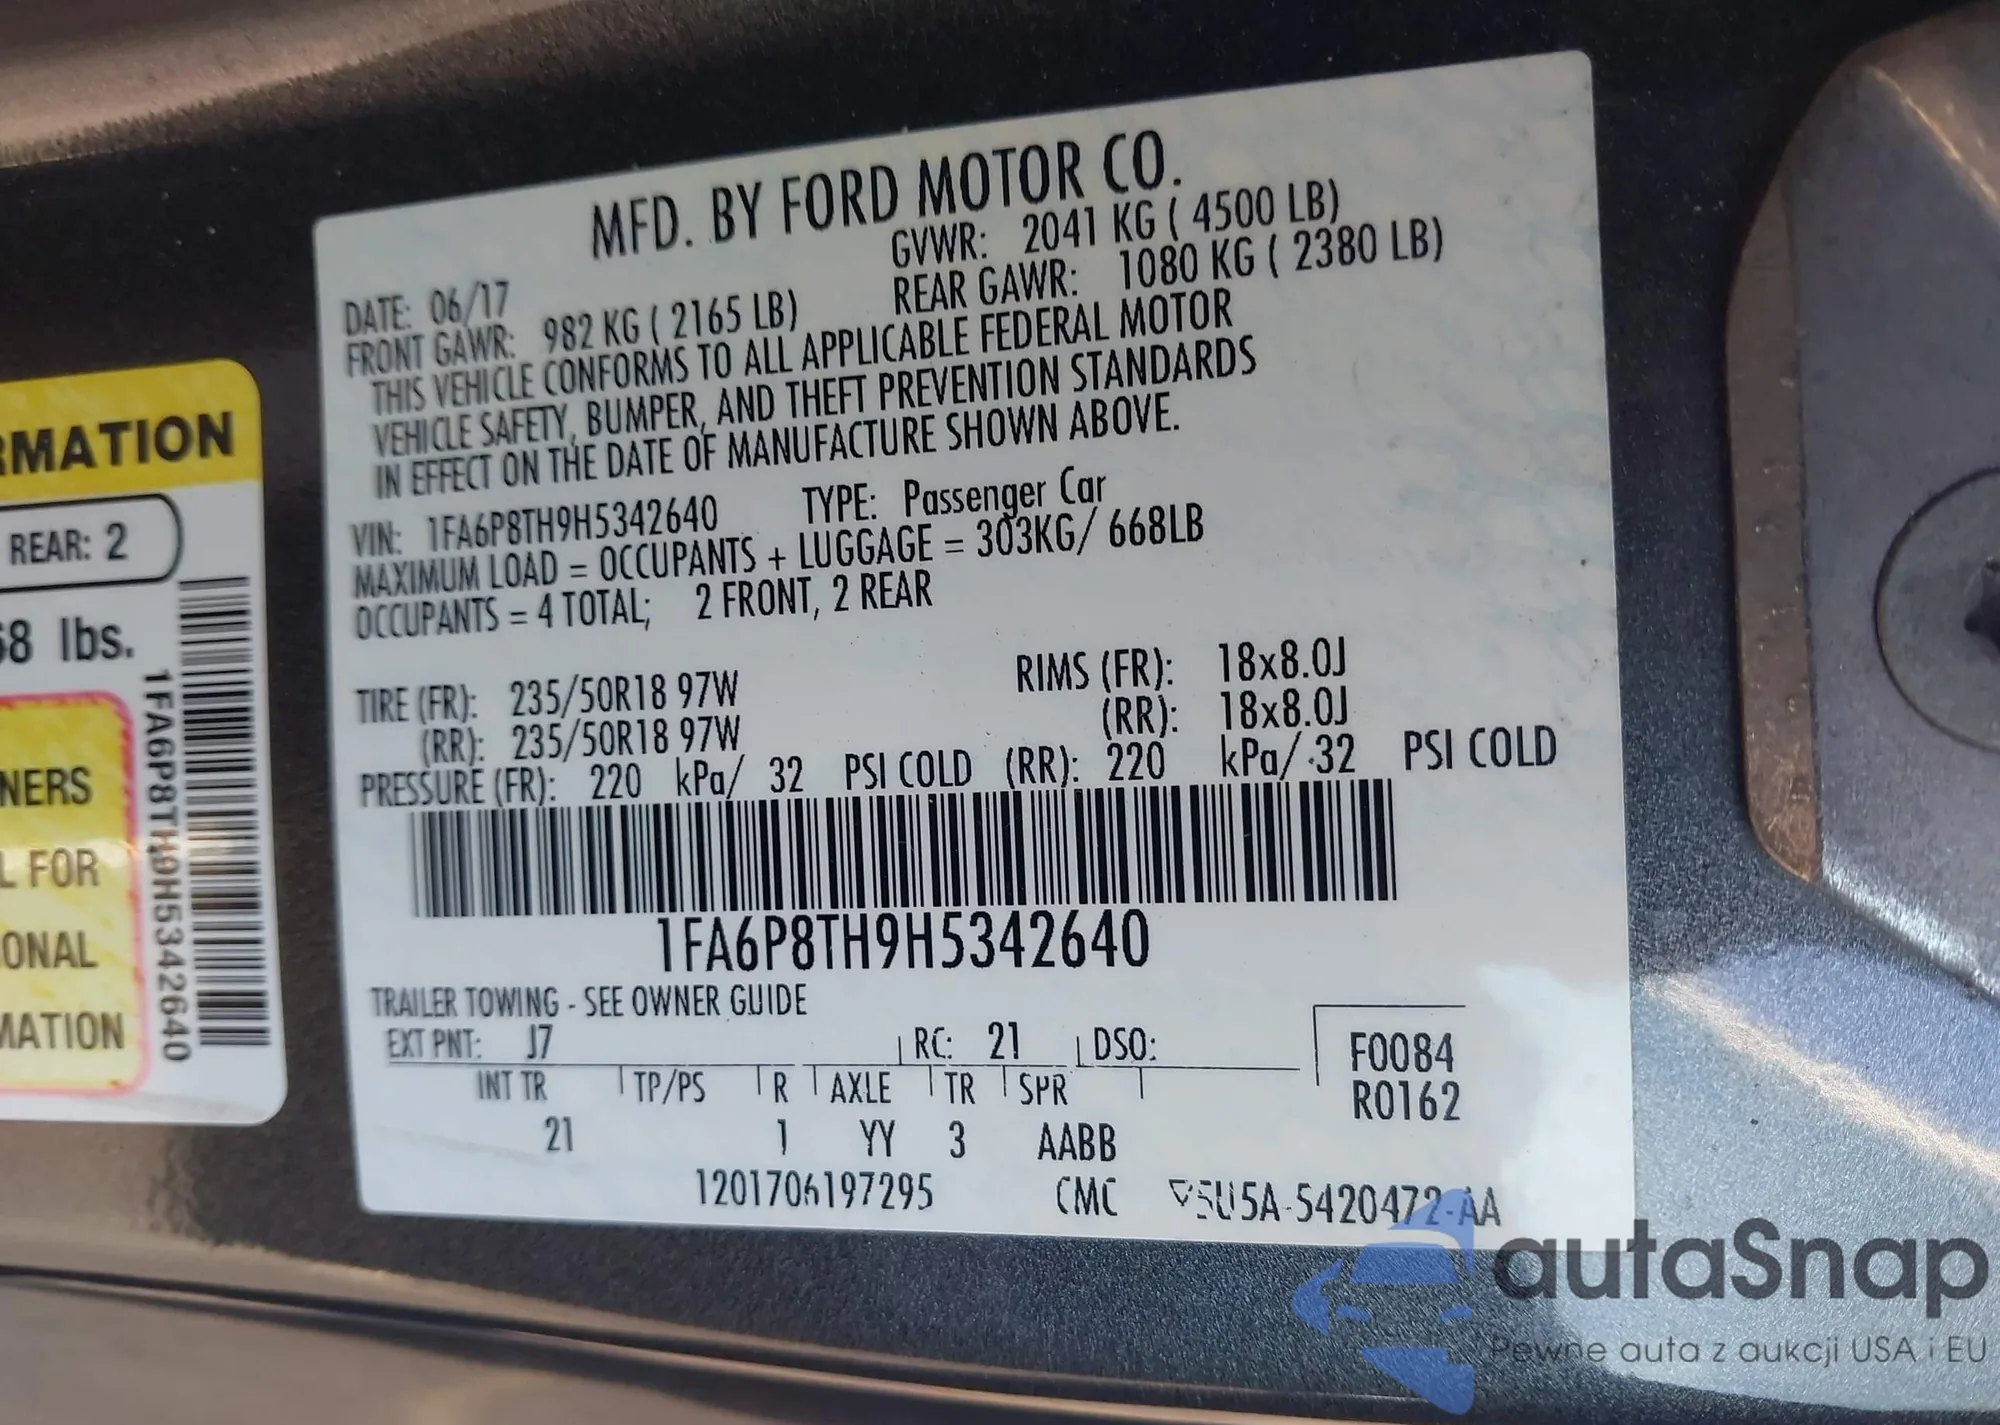 MFD. BY FORD MOTOR CO.
DATE: 06/17 GVWR: 2041 KG ( 4500 LB)
FRONT GAWR: 982 KG ( 2165 LB) REAR GAWR: 1080 KG ( 2380 LB)
THIS VEHICLE CONFORMS TO ALL APPLICABLE FEDERAL MOTOR
VEHICLE SAFETY, BUMPER, AND THEFT PREVENTION STANDARDS
IN EFFECT ON THE DATE OF MANUFACTURE SHOWN ABOVE.
VIN: 1FA6P8TH9H5342640 TYPE: Passenger Car
MAXIMUM LOAD = OCCUPANTS + LUGGAGE = 303KG/ 668LB
OCCUPANTS = 4 TOTAL; 2 FRONT, 2 REAR
TIRE (FR): 235/50R18 97W RIMS (FR): 18x8.0J
(RR): 235/50R18 97W (RR): 18x8.0J
PRESSURE (FR): 220 kPa/ 32 PSI COLD (RR): 220 kPa/ 32 PSI COLD
1FA6P8TH9H5342640
TRAILER TOWING - SEE OWNER GUIDE
EXT PNT: J7 RC: 21 DSO:
INT TR TP/PS R AXLE TR SPR
21 1 YY 3 AABB
F0084
R0162
1201706197295 CMC 5U5A-5420472-AA
RMATION
REAR: 2
68 lbs.
NERS
L FOR
ONAL
MATION
1FA6P8TH9H5342640
autaSnap
Pewne auta z aukcji USA i EU